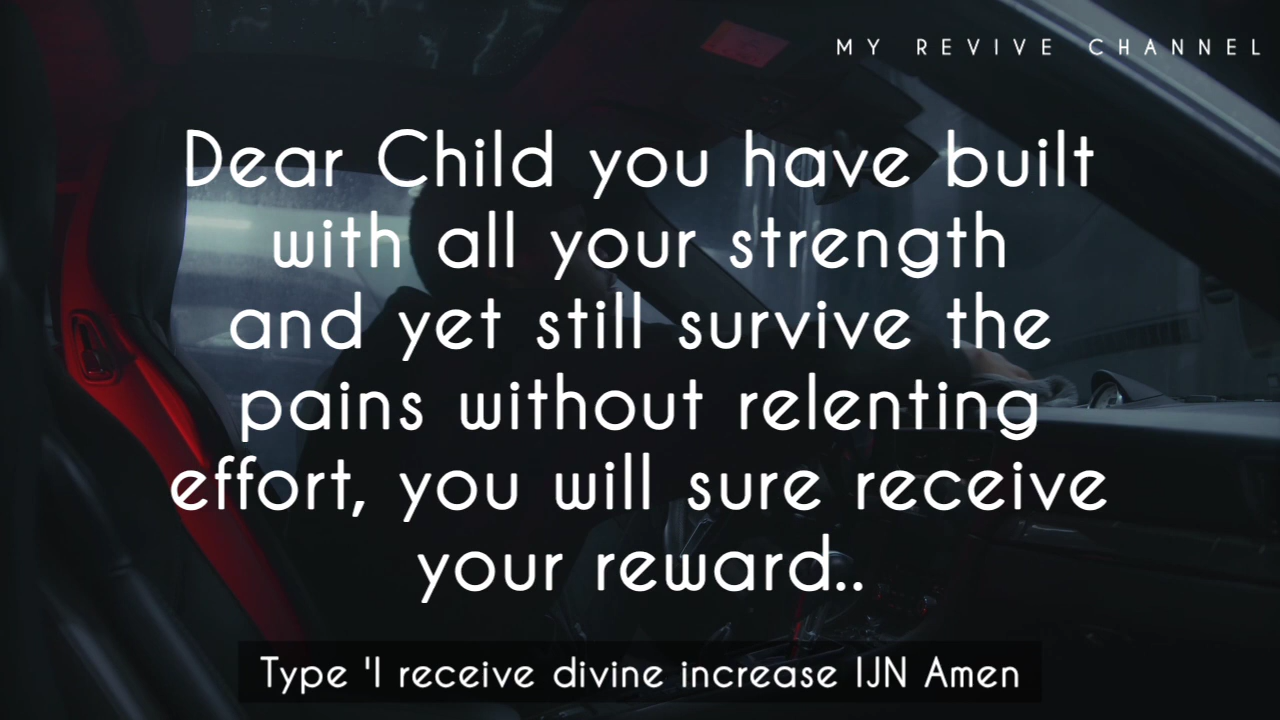 MY REVIVE CHANNEL
Dear Child you have built
with all your strength
and yet still survive the
pains without relenting
effort, you will sure receive
your reward..
Type 'I receive divine increase IJN Amen